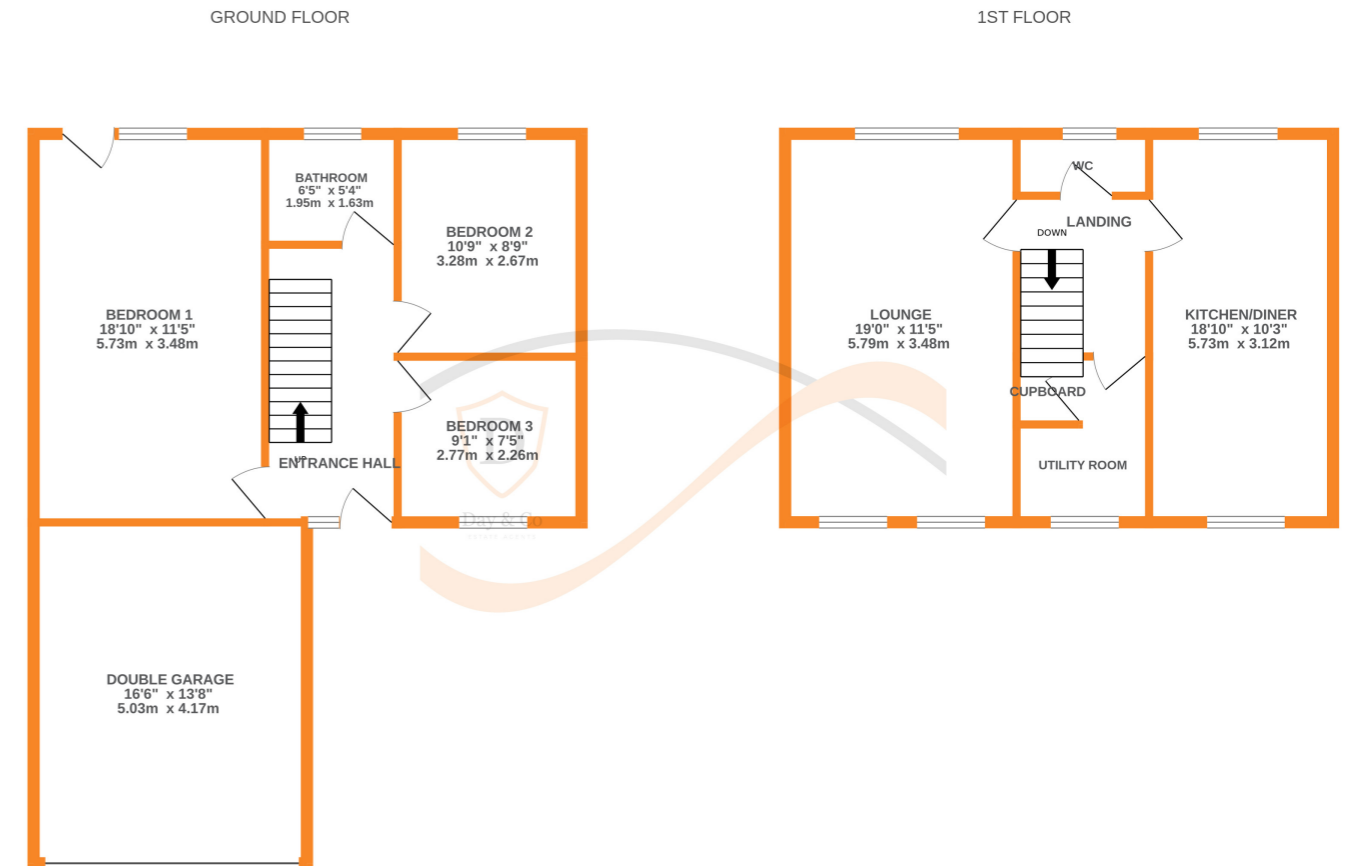 GROUND FLOOR
1ST FLOOR
BATHROOM
6'5" x 5'4"
1.95m x 1.63m
BEDROOM 2
10'9" x 8'9"
3.28m x 2.67m
BEDROOM 1
18'10" x 11'5"
5.73m x 3.48m
BEDROOM 3
9'1" x 7'5"
2.77m x 2.26m
UP
ENTRANCE HALL
D
Day & Co
ESTATE AGENTS
DOUBLE GARAGE
16'6" x 13'8"
5.03m x 4.17m
WC
LANDING
DOWN
LOUNGE
19'0" x 11'5"
5.79m x 3.48m
KITCHEN/DINER
18'10" x 10'3"
5.73m x 3.12m
CUPBOARD
UTILITY ROOM